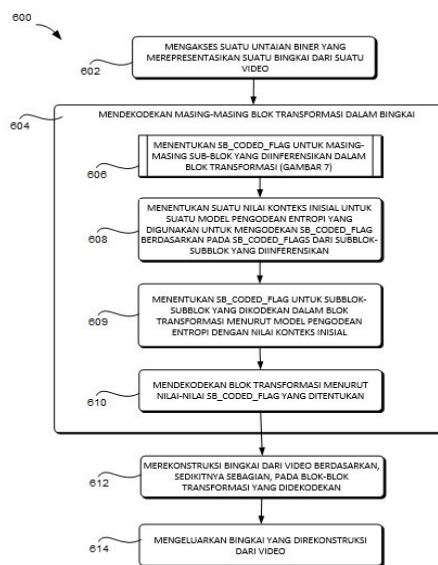 600
MENGAKSES SUATU UNTAIAN BINER YANG
MEREPRESENTASIKAN SUATU BINGKAI DARI SUATU
VIDEO
602
MENDEKODEKAN MASING-MASING BLOK TRANSFORMASI DALAM BINGKAI
604
MENENTUKAN SB_CODED_FLAG UNTUK MASING-
MASING SUB-BLOK YANG DIINFERENSIKAN DALAM
BLOK TRANSFORMASI (GAMBAR 7)
606
MENENTUKAN SUATU NILAI KONTEKS INISIAL UNTUK
SUATU MODEL PENGODEAN ENTROPI YANG
DIGUNAKAN UNTUK MENGODEKAN SB_CODED_FLAG
BERDASARKAN PADA SB_CODED_FLAGS DARI SUBBLOK-
SUBBLOK YANG DIINFERENSIKAN
608
MENENTUKAN SB_CODED_FLAG UNTUK SUBBLOK-
SUBBLOK YANG DIKODEKAN DALAM BLOK
TRANSFORMASI MENURUT MODEL PENGODEAN
ENTROPI DENGAN NILAI KONTEKS INISIAL
609
MENDEKODEKAN BLOK TRANSFORMASI MENURUT
NILAI-NILAI SB_CODED_FLAG YANG DITENTUKAN
610
MEREKONSTRUKSI BINGKAI DARI VIDEO BERDASARKAN,
SEDIKITNYA SEBAGIAN, PADA BLOK-BLOK
TRANSFORMASI YANG DIDEKODEKAN
612
MENGELUARKAN BINGKAI YANG DIREKONSTRUKSI
DARI VIDEO
614